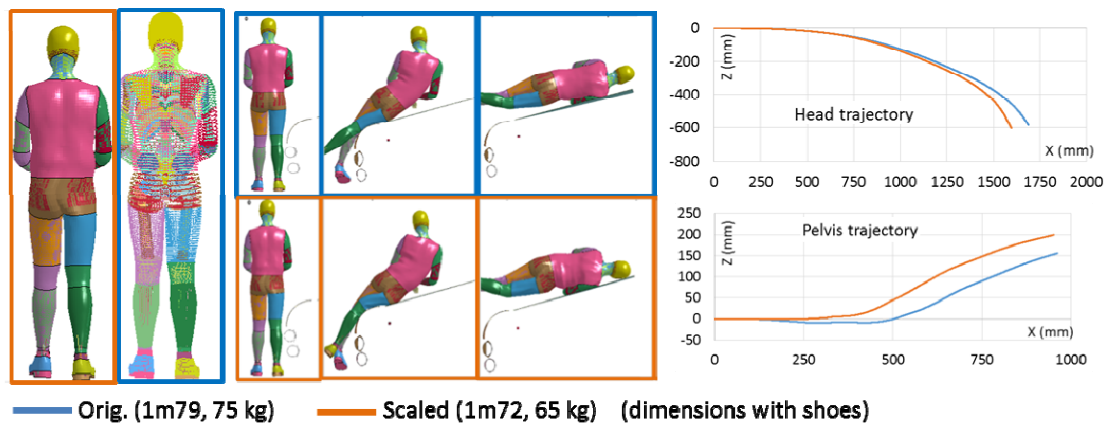 0
-200
-400
-600
-800
Z (mm)
Head trajectory
X (mm)
0 250 500 750 1000 1250 1500 1750 2000
250
200
150
100
50
0
-50
Z (mm)
Pelvis trajectory
X (mm)
0 250 500 750 1000
Orig. (1m79, 75 kg) Scaled (1m72, 65 kg) (dimensions with shoes)